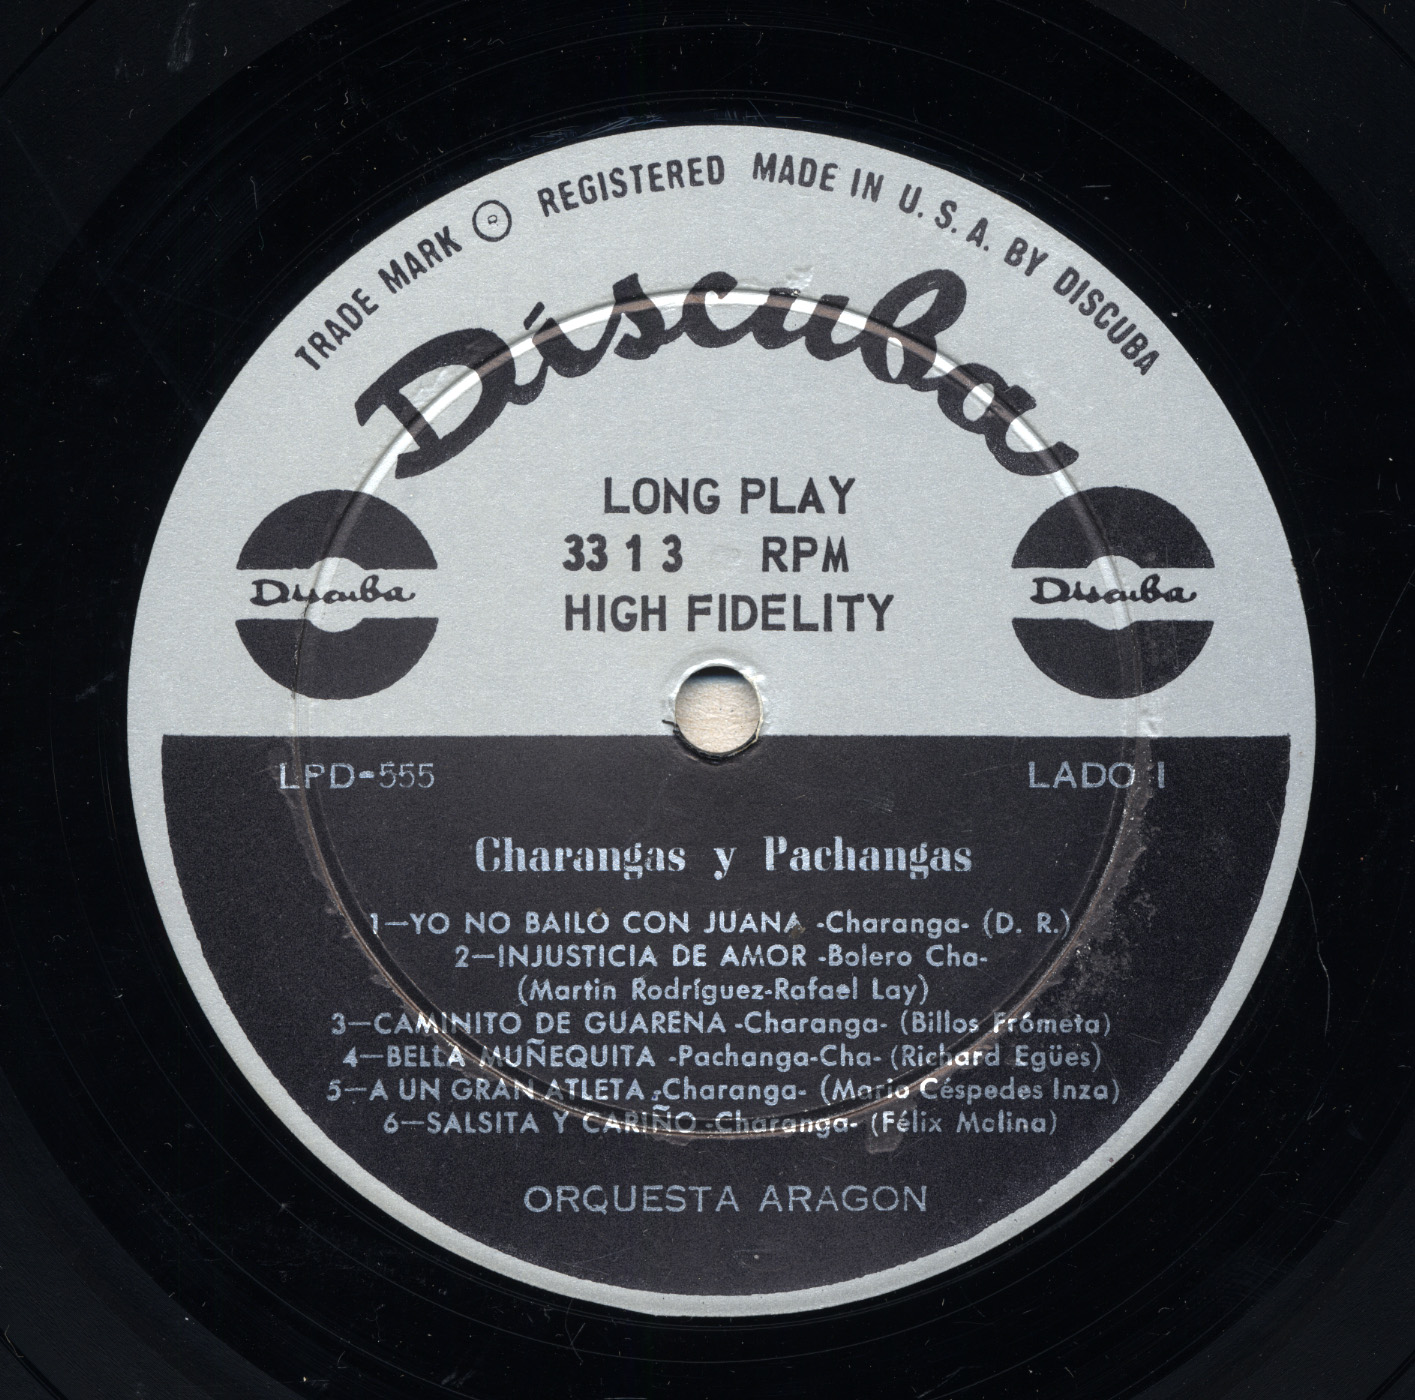 TRADE MARK ® REGISTERED MADE IN U. S. A. BY DISCUBA
Discuba
LONG PLAY
33 1 3 RPM
HIGH FIDELITY
Discuba
Discuba
LPD-555
LADO I
Charangas y Pachangas
1—YO NO BAILO CON JUANA -Charanga- (D. R.)
2—INJUSTICIA DE AMOR -Bolero Cha-
(Martin Rodríguez-Rafael Lay)
3—CAMINITO DE GUARENA -Charanga- (Billos Frómeta)
4—BELLA MUÑEQUITA -Pachanga-Cha- (Richard Egües)
5—A UN GRAN ATLETA -Charanga- (Mario Céspedes Inza)
6—SALSITA Y CARIÑO -Charanga- (Félix Molina)
ORQUESTA ARAGON